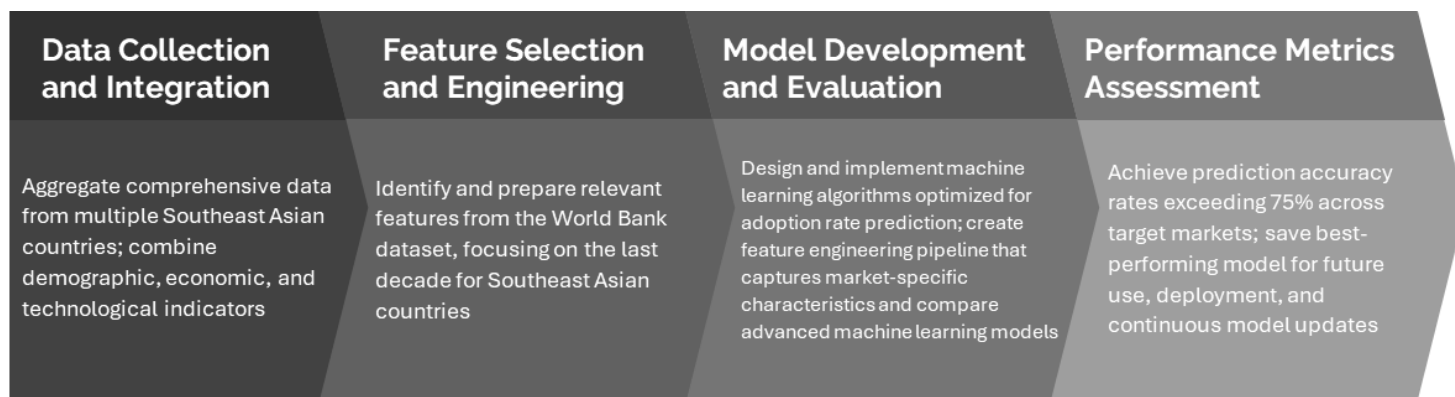 Data Collection
and Integration
Aggregate comprehensive data
from multiple Southeast Asian
countries; combine
demographic, economic, and
technological indicators
Feature Selection
and Engineering
Identify and prepare relevant
features from the World Bank
dataset, focusing on the last
decade for Southeast Asian
countries
Model Development
and Evaluation
Design and implement machine
learning algorithms optimized for
adoption rate prediction; create
feature engineering pipeline that
captures market-specific
characteristics and compare
advanced machine learning models
Performance Metrics
Assessment
Achieve prediction accuracy
rates exceeding 75% across
target markets; save best-
performing model for future
use, deployment, and
continuous model updates